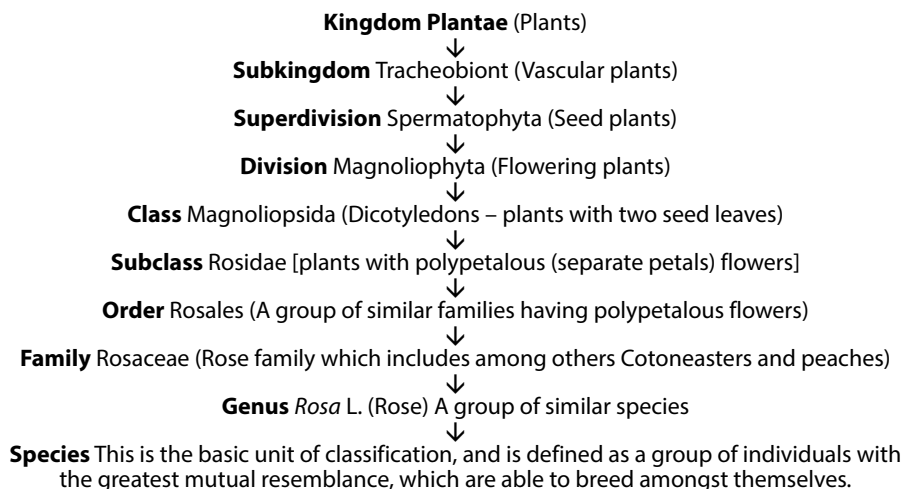 Kingdom Plantae (Plants)
Subkingdom Tracheobiont (Vascular plants)
Superdivision Spermatophyta (Seed plants)
Division Magnoliophyta (Flowering plants)
Class Magnoliopsida (Dicotyledons – plants with two seed leaves)
Subclass Rosidae [plants with polypetalous (separate petals) flowers]
Order Rosales (A group of similar families having polypetalous flowers)
Family Rosaceae (Rose family which includes among others Cotoneasters and peaches)
Genus Rosa L. (Rose) A group of similar species
Species This is the basic unit of classification, and is defined as a group of individuals with
the greatest mutual resemblance, which are able to breed amongst themselves.